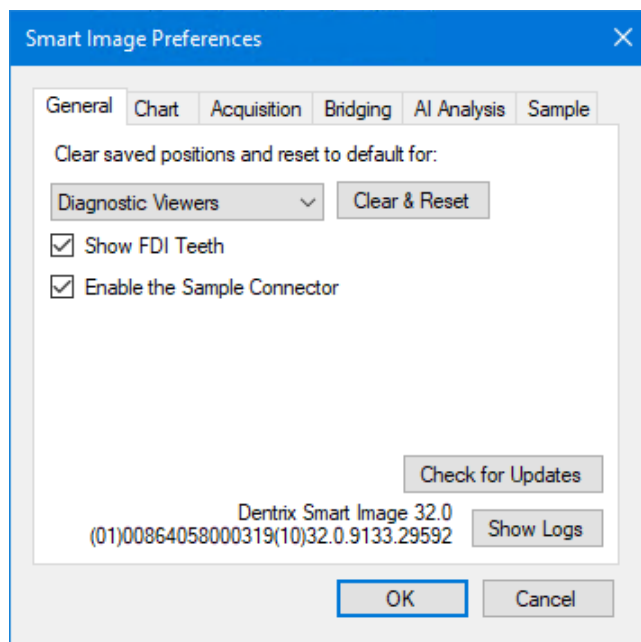 Smart Image Preferences
General Chart Acquisition Bridging AI Analysis Sample
Clear saved positions and reset to default for:
Diagnostic Viewers Clear & Reset
Show FDI Teeth
Enable the Sample Connector
Check for Updates
Dentrix Smart Image 32.0
(01)00864058000319(10)32.0.9133.29592
Show Logs
OK Cancel